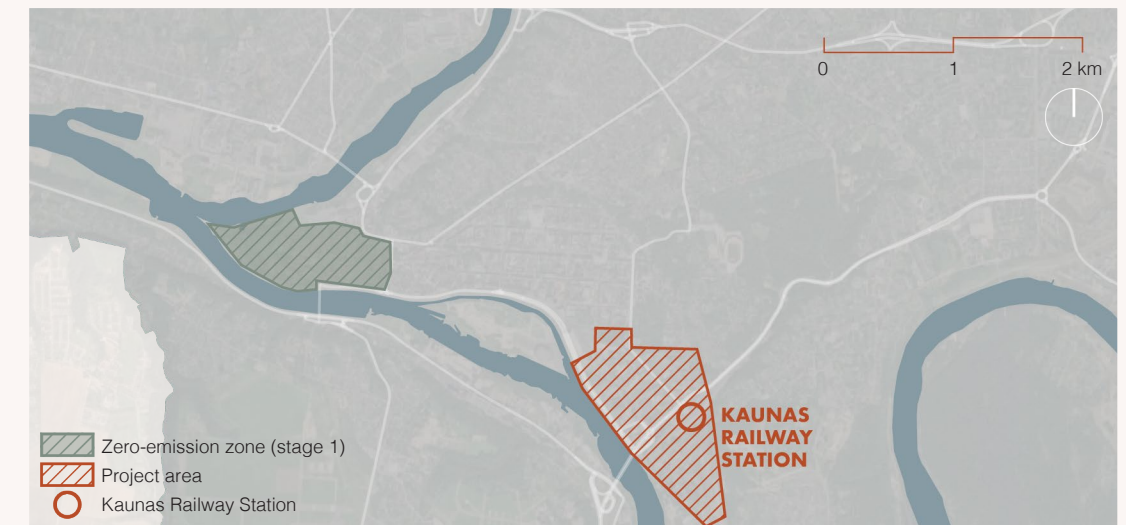 0 1 2 km
KAUNAS
RAILWAY
STATION
Zero-emission zone (stage 1)
Project area
Kaunas Railway Station